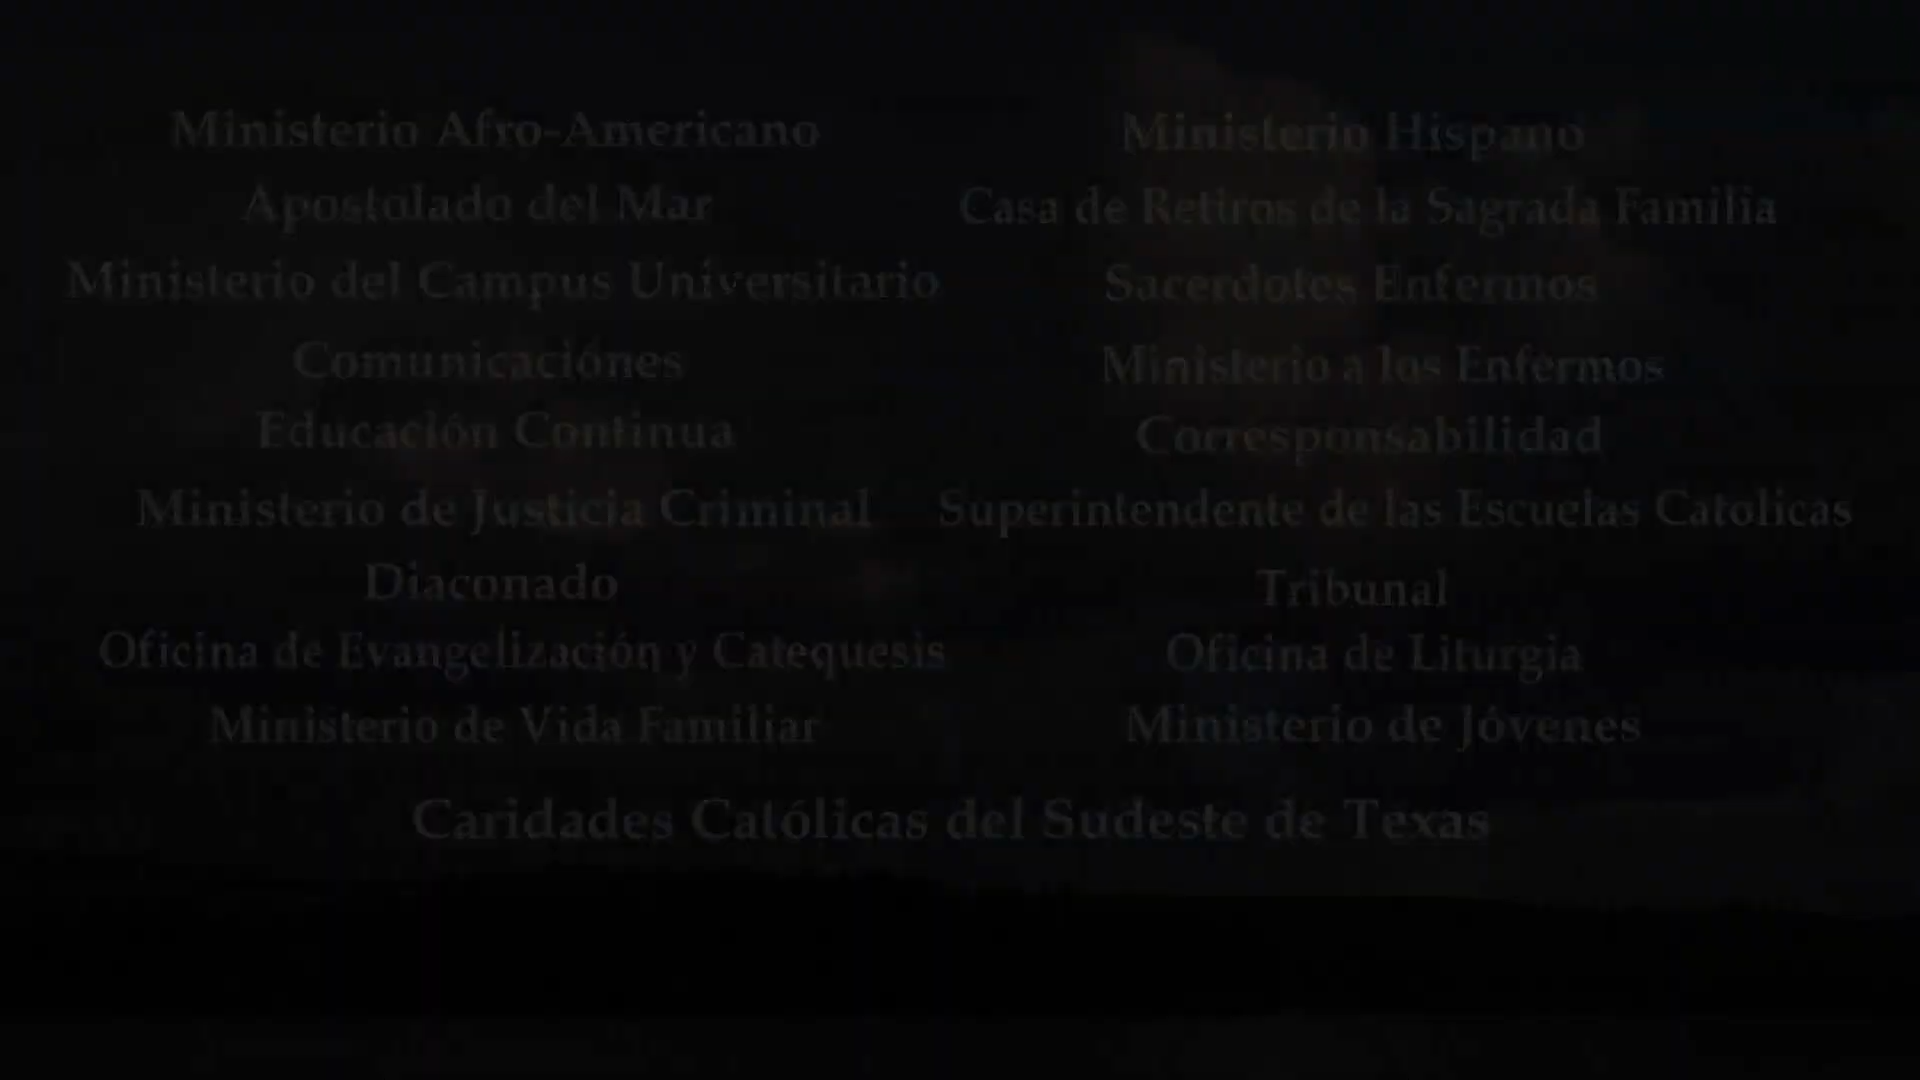 Ministerio Afro-Americano
Apostolado del Mar
Ministerio del Campus Universitario
Comunicaciónes
Educación Continua
Ministerio de Justicia Criminal
Diaconado
Oficina de Evangelización y Catequesis
Ministerio de Vida Familiar
Ministerio Hispano
Casa de Retiros de la Sagrada Familia
Sacerdotes Enfermos
Ministerio a los Enfermos
Corresponsabilidad
Superintendente de las Escuelas Catolicas
Tribunal
Oficina de Liturgia
Ministerio de Jóvenes
Caridades Católicas del Sudeste de Texas